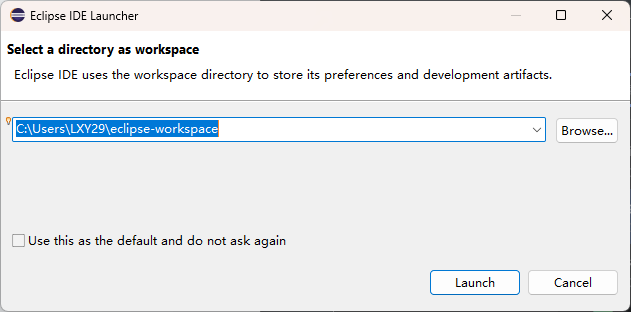 Eclipse IDE Launcher
Select a directory as workspace
Eclipse IDE uses the workspace directory to store its preferences and development artifacts.
C:\Users\LXY29\eclipse-workspace
Browse...
Use this as the default and do not ask again
Launch
Cancel